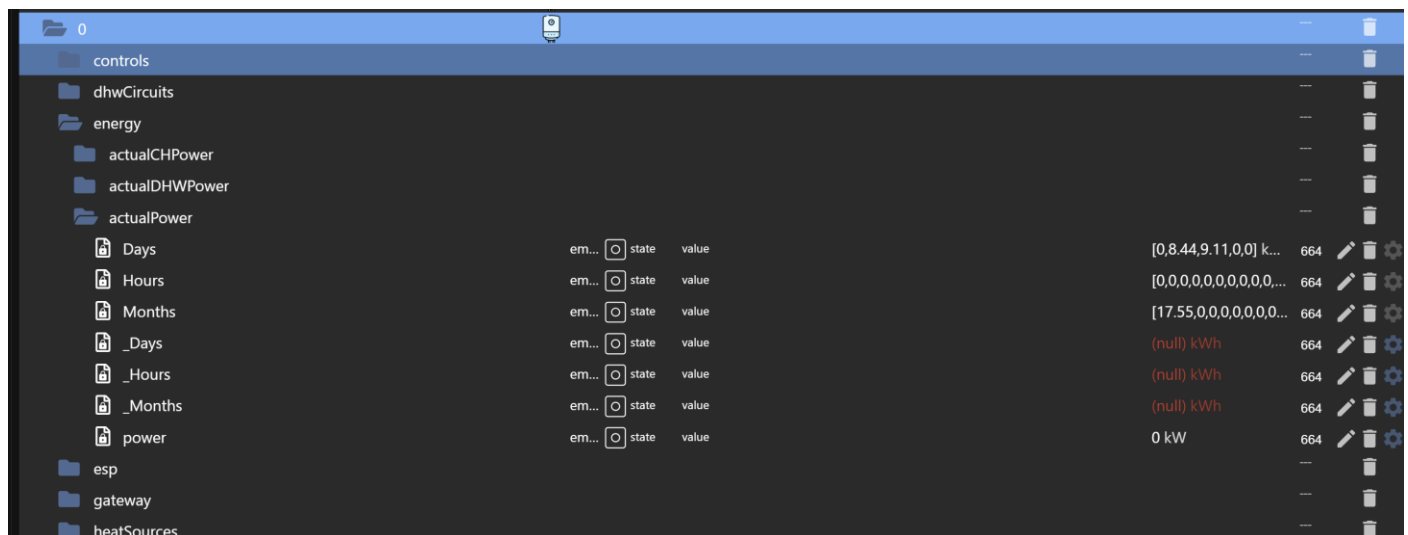 0 ---
controls ---
dhwCircuits ---
energy ---
actualCHPower ---
actualDHWPower ---
actualPower ---
Days em... state value [0,8.44,9.11,0,0] k... 664
Hours em... state value [0,0,0,0,0,0,0,0,0,0,... 664
Months em... state value [17.55,0,0,0,0,0,0,0... 664
_Days em... state value (null) kWh 664
_Hours em... state value (null) kWh 664
_Months em... state value (null) kWh 664
power em... state value 0 kW 664
esp ---
gateway ---
heatSources ---